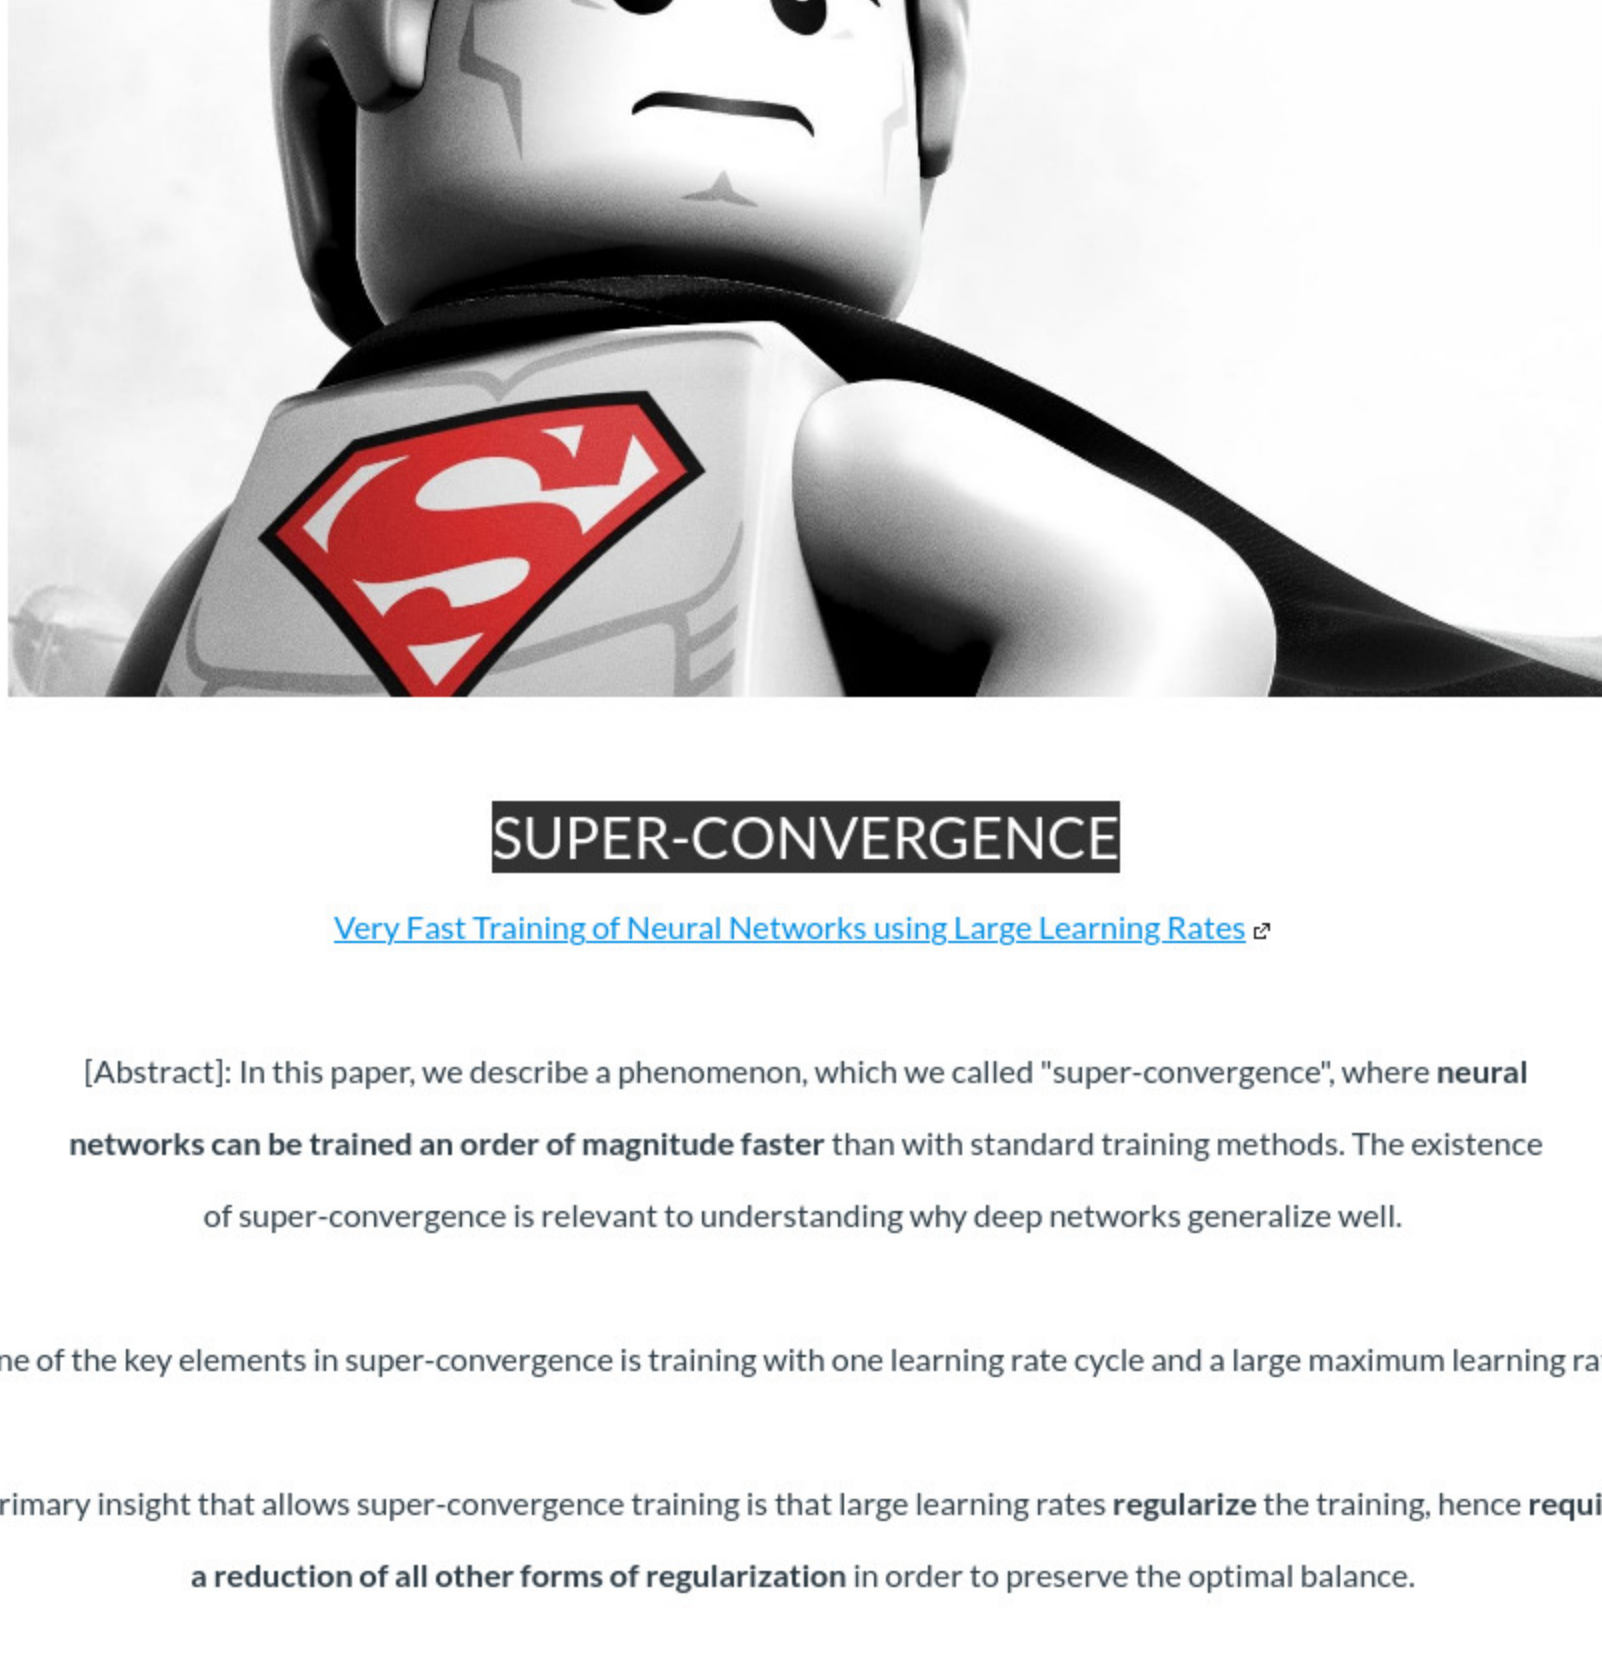 S
SUPER-CONVERGENCE
Very Fast Training of Neural Networks using Large Learning Rates
[Abstract]: In this paper, we describe a phenomenon, which we called "super-convergence", where neural
networks can be trained an order of magnitude faster than with standard training methods. The existence
of super-convergence is relevant to understanding why deep networks generalize well.
of the key elements in super-convergence is training with one learning rate cycle and a large maximum learning
insight that allows super-convergence training is that large learning rates regularize the training, hence
a reduction of all other forms of regularization in order to preserve the optimal balance.